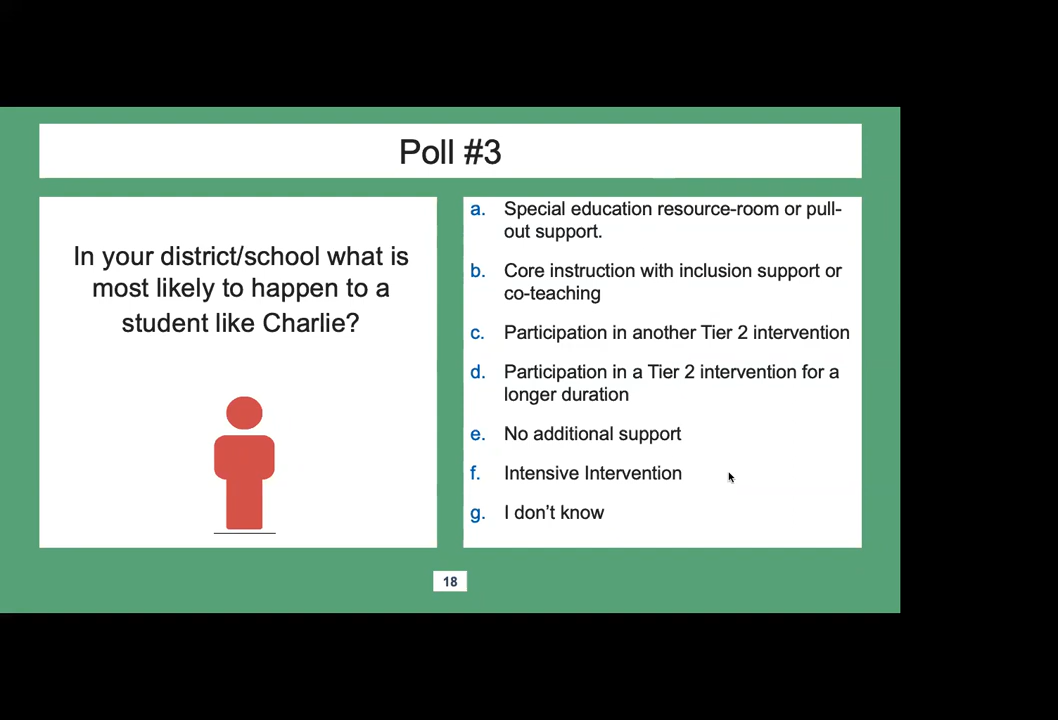 Poll #3
In your district/school what is
most likely to happen to a
student like Charlie?
a. Special education resource-room or pull-
out support.
b. Core instruction with inclusion support or
co-teaching
c. Participation in another Tier 2 intervention
d. Participation in a Tier 2 intervention for a
longer duration
e. No additional support
f. Intensive Intervention
g. I don’t know
18